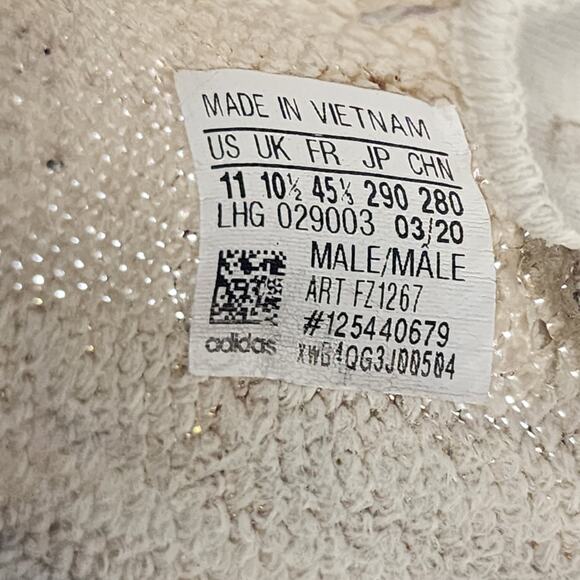 MADE IN VIETNAM
US UK FR JP CHN
11 10½ 45⅓ 290 280
LHG 029003 03/20
MALE/MÂLE
ART FZ1267
#125440679
adidas